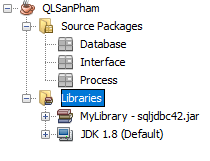 QLSanPham
Source Packages
Database
Interface
Process
Libraries
MyLibrary - sqljdbc42.jar
JDK 1.8 (Default)